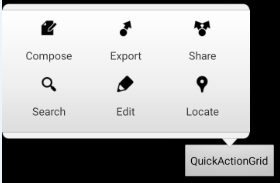 Compose Export Share
Search Edit Locate
QuickActionGrid